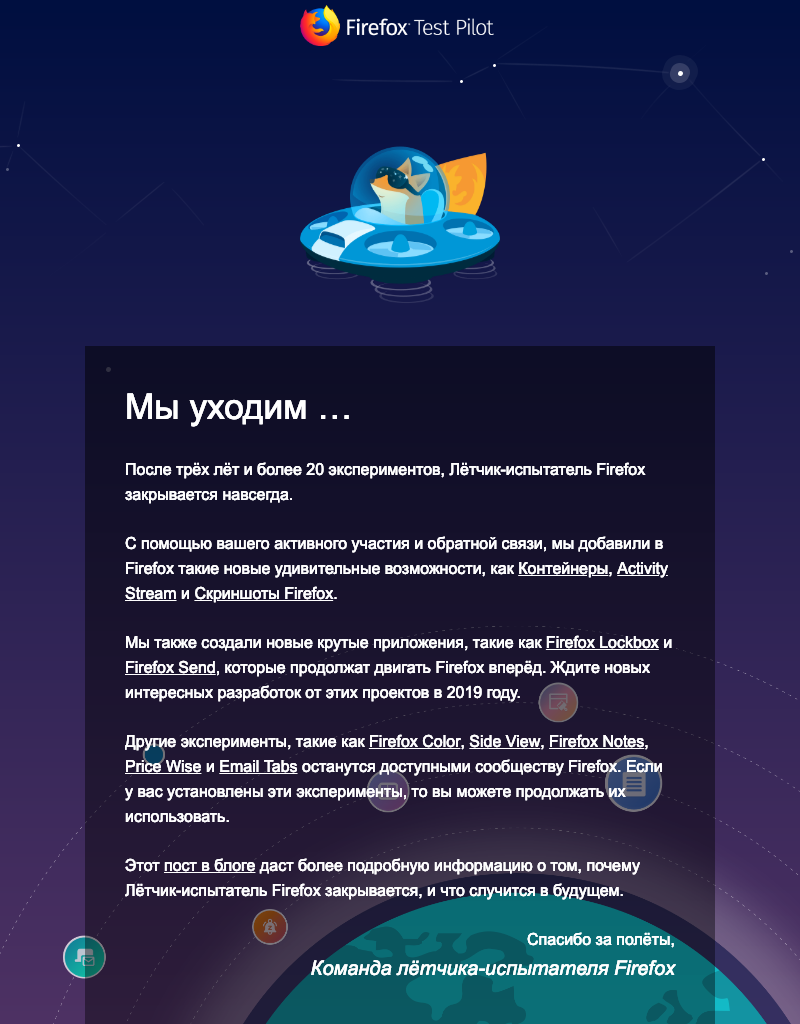 Firefox Test Pilot
Мы уходим …
После трёх лёт и более 20 экспериментов, Лётчик-испытатель Firefox
закрывается навсегда.
С помощью вашего активного участия и обратной связи, мы добавили в
Firefox такие новые удивительные возможности, как Контейнеры, Activity
Stream и Скриншоты Firefox.
Мы также создали новые крутые приложения, такие как Firefox Lockbox и
Firefox Send, которые продолжат двигать Firefox вперёд. Ждите новых
интересных разработок от этих проектов в 2019 году.
Другие эксперименты, такие как Firefox Color, Side View, Firefox Notes,
Price Wise и Email Tabs останутся доступными сообществу Firefox. Если
у вас установлены эти эксперименты, то вы можете продолжать их
использовать.
Этот пост в блоге даст более подробную информацию о том, почему
Лётчик-испытатель Firefox закрывается, и что случится в будущем.
Спасибо за полёты,
Команда лётчика-испытателя Firefox